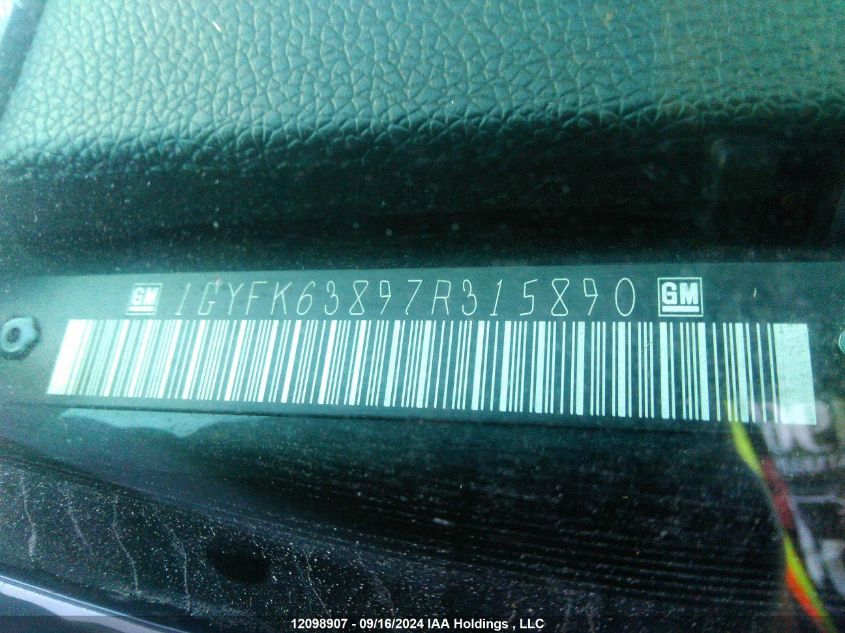 GM 1GYFK63897R315890 GM
12098907 - 09/16/2024 IAA Holdings , LLC